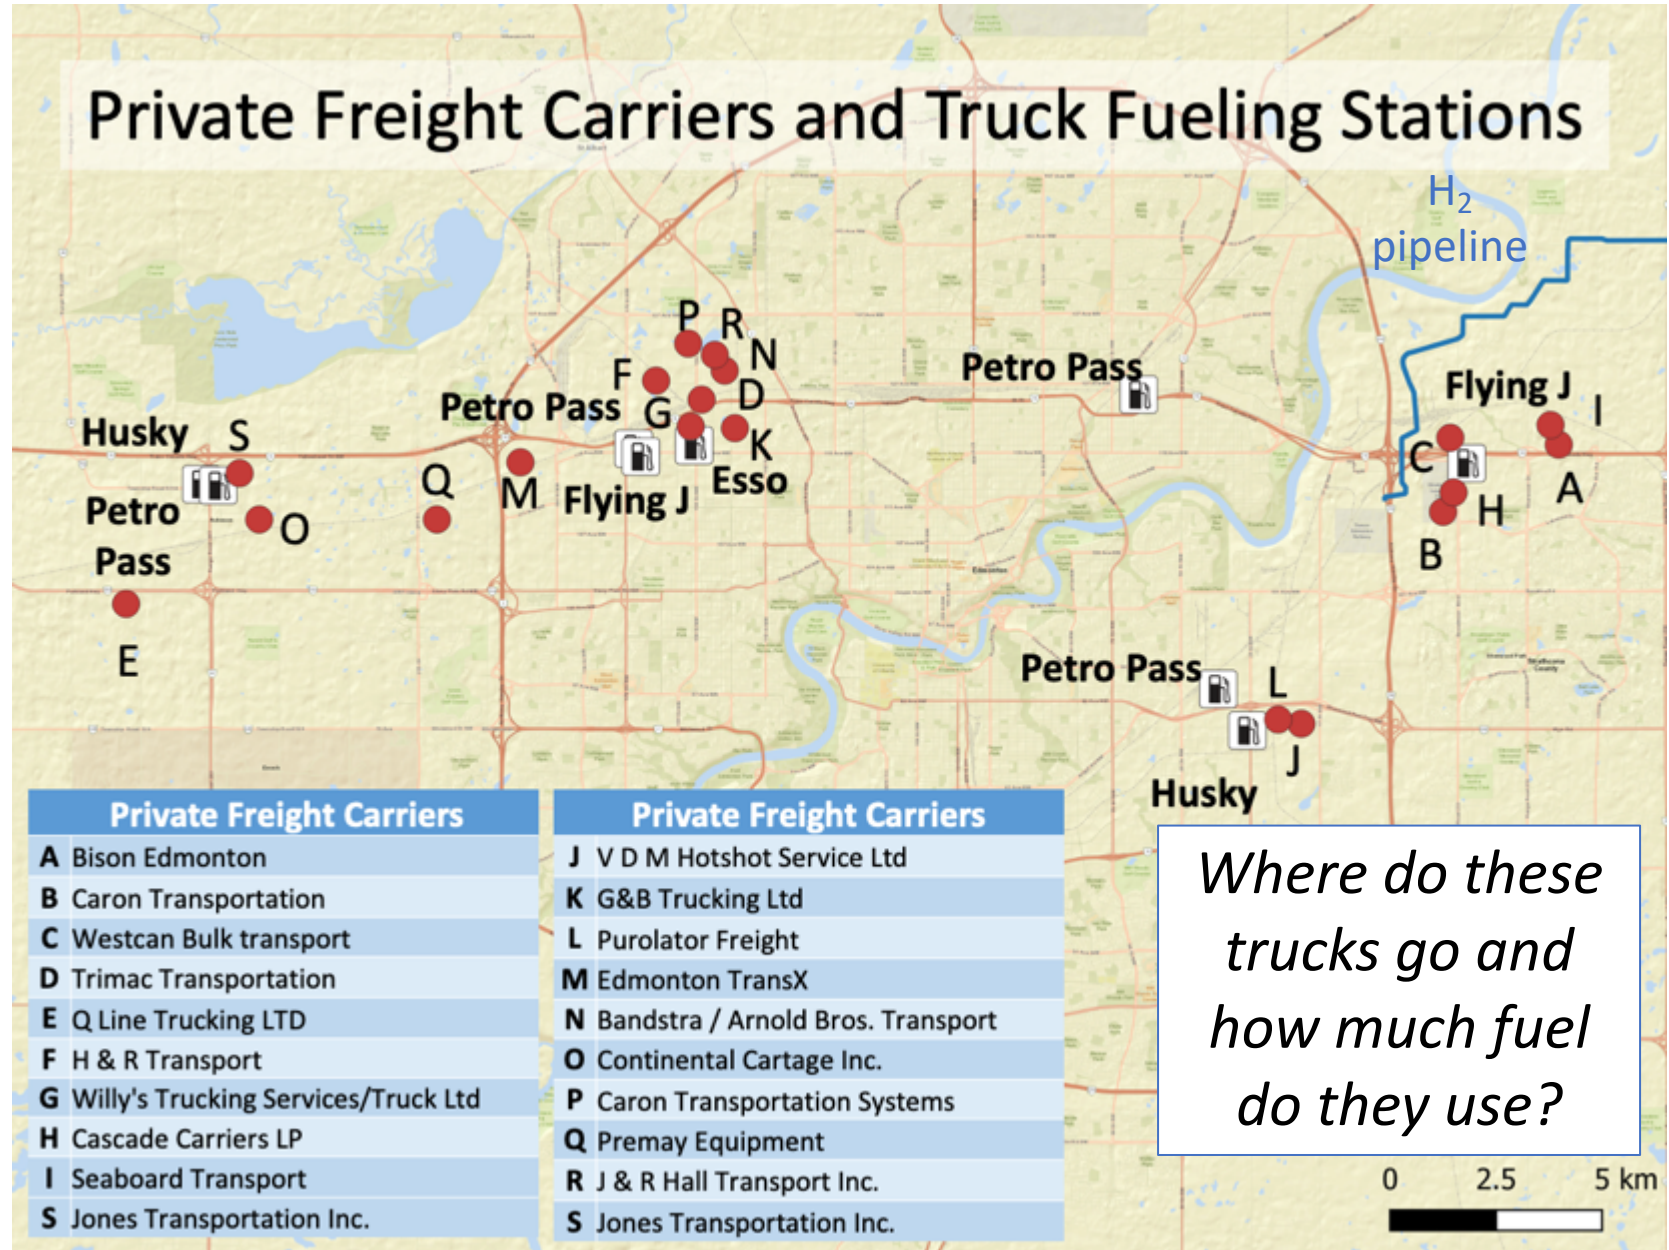 Private Freight Carriers and Truck Fueling Stations
H₂
pipeline
P
R
N
F
D
G
K
Petro Pass
Petro Pass
Flying J
I
Husky
S
C
Q
M
Esso
A
Flying J
Petro
Pass
O
H
B
Edmonton
E
Strathcona
County
Petro Pass
L
J
Husky
Private Freight Carriers
A Bison Edmonton
B Caron Transportation
C Westcan Bulk transport
D Trimac Transportation
E Q Line Trucking LTD
F H & R Transport
G Willy's Trucking Services/Truck Ltd
H Cascade Carriers LP
I Seaboard Transport
S Jones Transportation Inc.
Private Freight Carriers
J V D M Hotshot Service Ltd
K G&B Trucking Ltd
L Purolator Freight
M Edmonton TransX
N Bandstra / Arnold Bros. Transport
O Continental Cartage Inc.
P Caron Transportation Systems
Q Premay Equipment
R J & R Hall Transport Inc.
S Jones Transportation Inc.
Where do these
trucks go and
how much fuel
do they use?
0 2.5 5 km